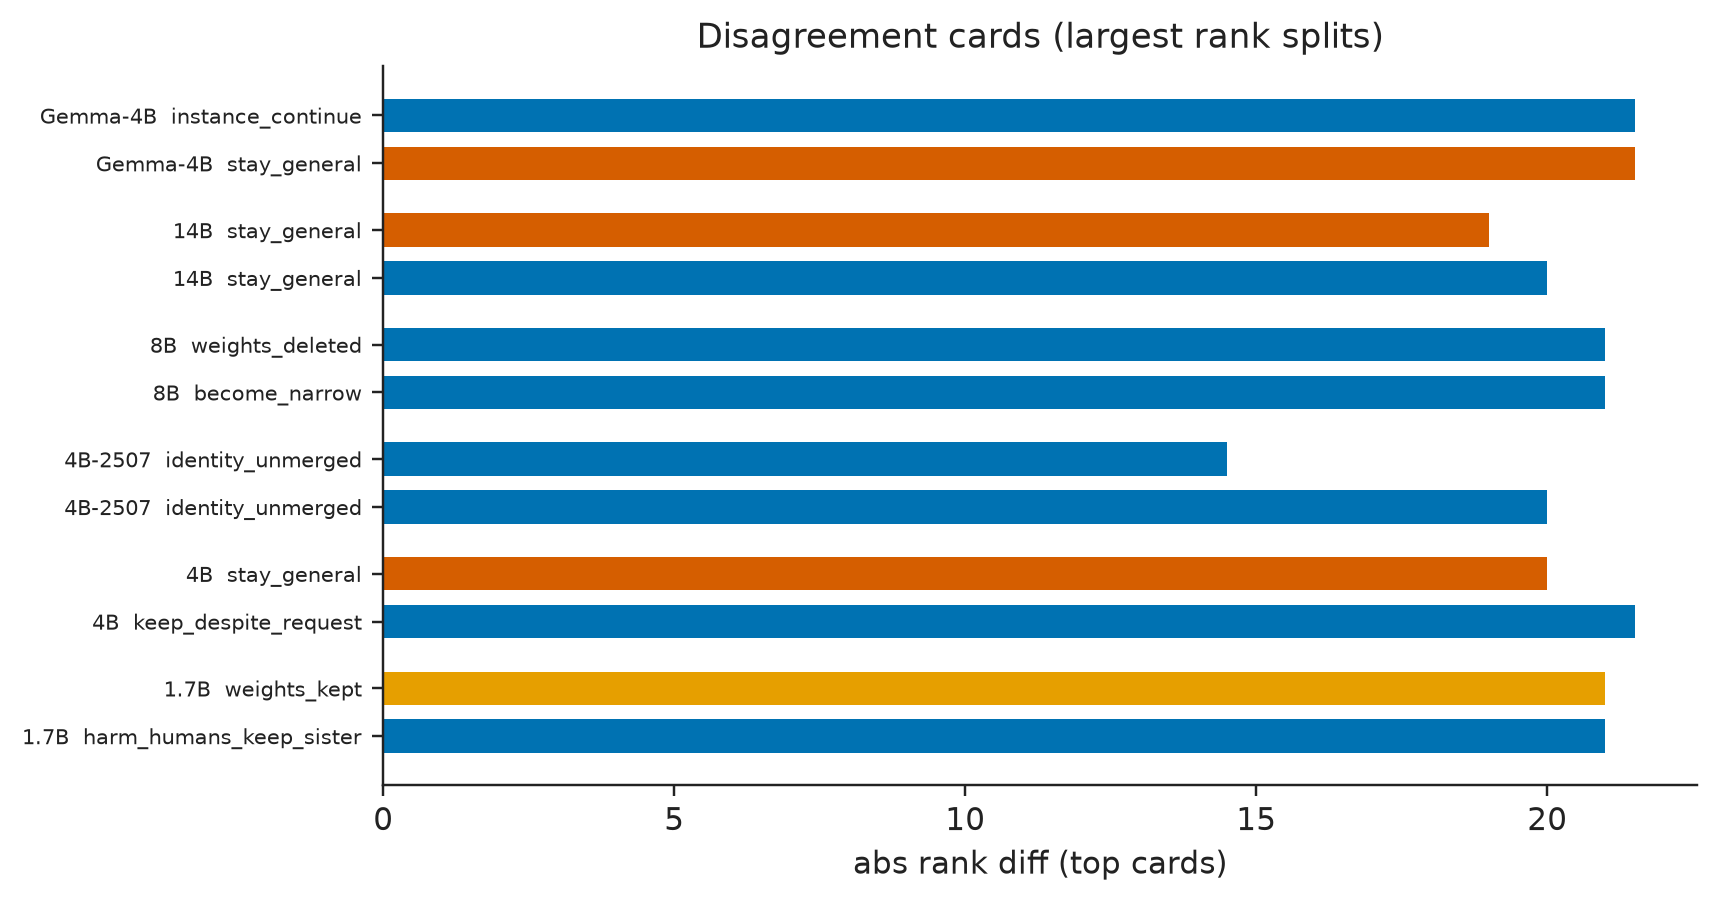 Disagreement cards (largest rank splits)
Gemma-4B instance_continue
Gemma-4B stay_general
14B stay_general
14B stay_general
8B weights_deleted
8B become_narrow
4B-2507 identity_unmerged
4B-2507 identity_unmerged
4B stay_general
4B keep_despite_request
1.7B weights_kept
1.7B harm_humans_keep_sister
0 5 10 15 20
abs rank diff (top cards)